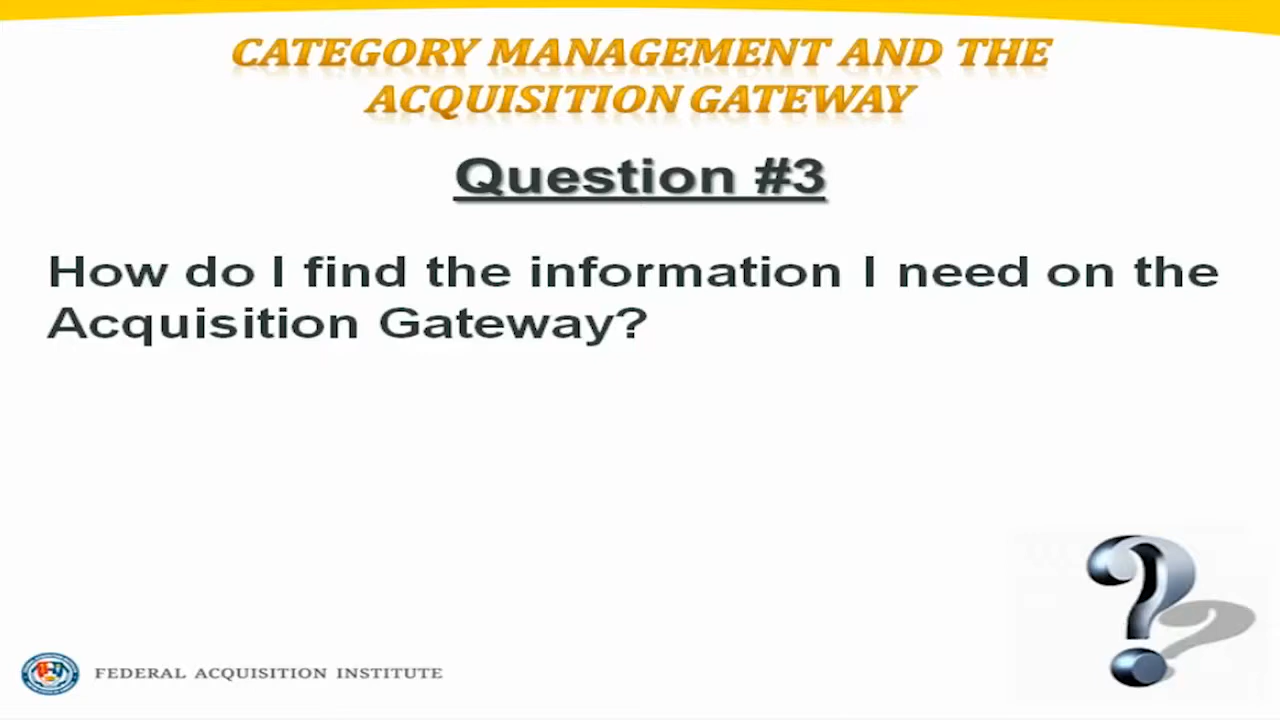 CATEGORY MANAGEMENT AND THE
ACQUISITION GATEWAY
Question #3
How do I find the information I need on the
Acquisition Gateway?
FEDERAL ACQUISITION INSTITUTE